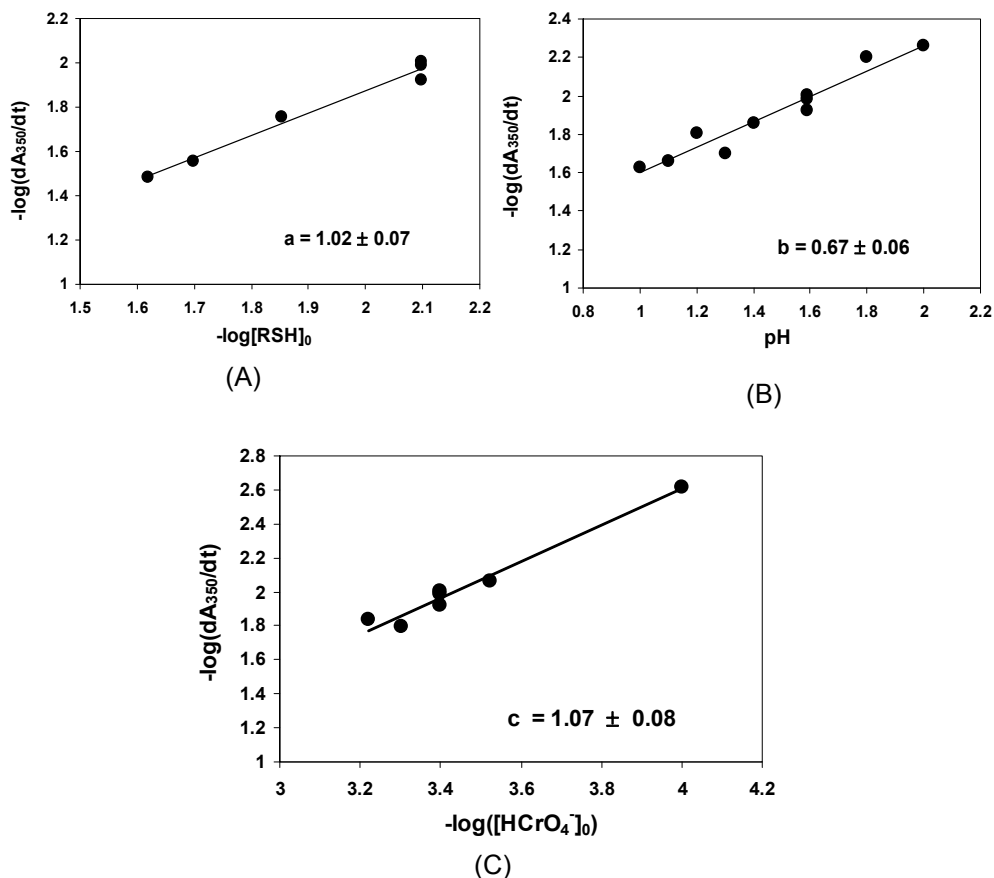 2.2
2
1.8
1.6
1.4
1.2
1
-log(dA350/dt)
a = 1.02 ± 0.07
1.5 1.6 1.7 1.8 1.9 2 2.1 2.2
-log[RSH]0
(A)
2.4
2.2
2
1.8
1.6
1.4
1.2
1
-log(dA350/dt)
b = 0.67 ± 0.06
0.8 1 1.2 1.4 1.6 1.8 2 2.2
pH
(B)
2.8
2.6
2.4
2.2
2
1.8
1.6
1.4
1.2
1
-log(dA350/dt)
c = 1.07 ± 0.08
3 3.2 3.4 3.6 3.8 4 4.2
-log([HCrO4-]0)
(C)